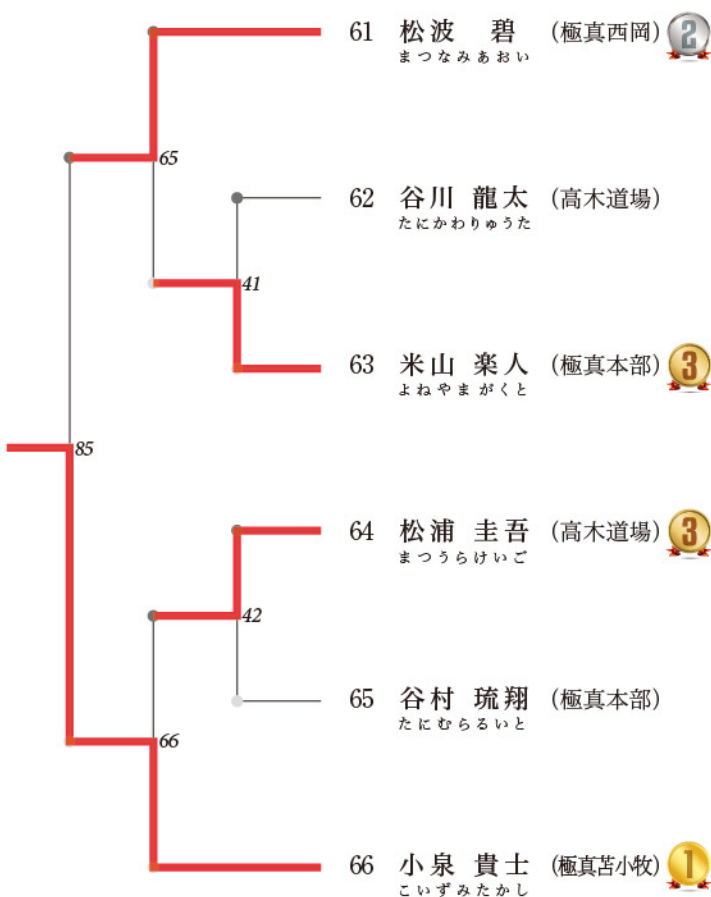 61 松波 碧 (極真西岡) 2
まつなみあおい
65
62 谷川 龍太 (高木道場)
たにかわりゅうた
41
63 米山 楽人 (極真本部) 3
よねやまがくと
85
64 松浦 圭吾 (高木道場) 3
まつうらけいご
42
65 谷村 琉翔 (極真本部)
たにむらるいと
66
66 小泉 貴士 (極真苫小牧) 1
こいずみたかし